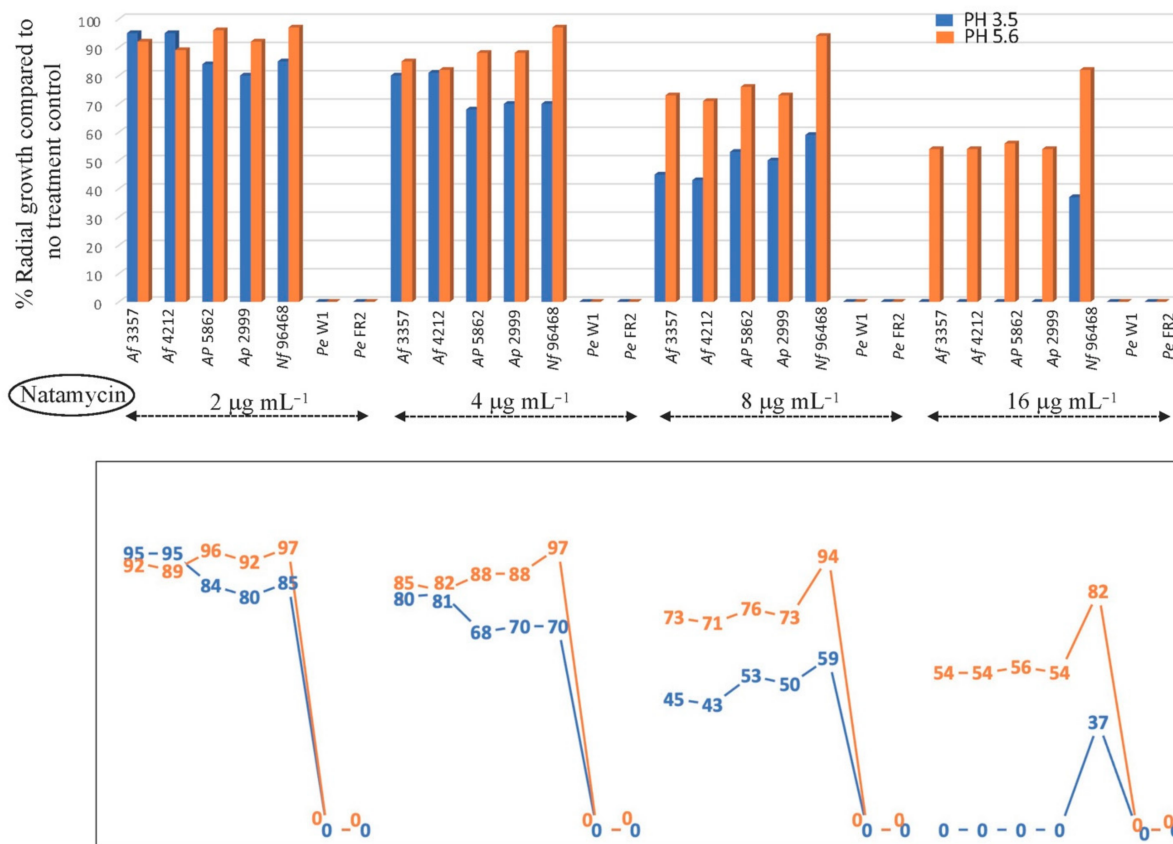 PH 3.5
PH 5.6
% Radial growth compared to
no treatment control
100
90
80
70
60
50
40
30
20
10
0
Af 3357
Af 4212
AP 5862
Ap 2999
Nf 96468
Pe W1
Pe FR2
Af 3357
Af 4212
AP 5862
Ap 2999
Nf 96468
Pe W1
Pe FR2
Af 3357
Af 4212
AP 5862
Ap 2999
Nf 96468
Pe W1
Pe FR2
Af 3357
Af 4212
AP 5862
Ap 2999
Nf 96468
Pe W1
Pe FR2
Natamycin
2 µg mL⁻¹ 4 µg mL⁻¹ 8 µg mL⁻¹ 16 µg mL⁻¹
92 89 96 92 97 0 0
95 95 84 80 85 0 0
85 82 88 88 97 0 0
80 81 68 70 70 0 0
73 71 76 73 94 0 0
45 43 53 50 59 0 0
54 54 56 54 82 0 0
0 0 0 0 37 0 0